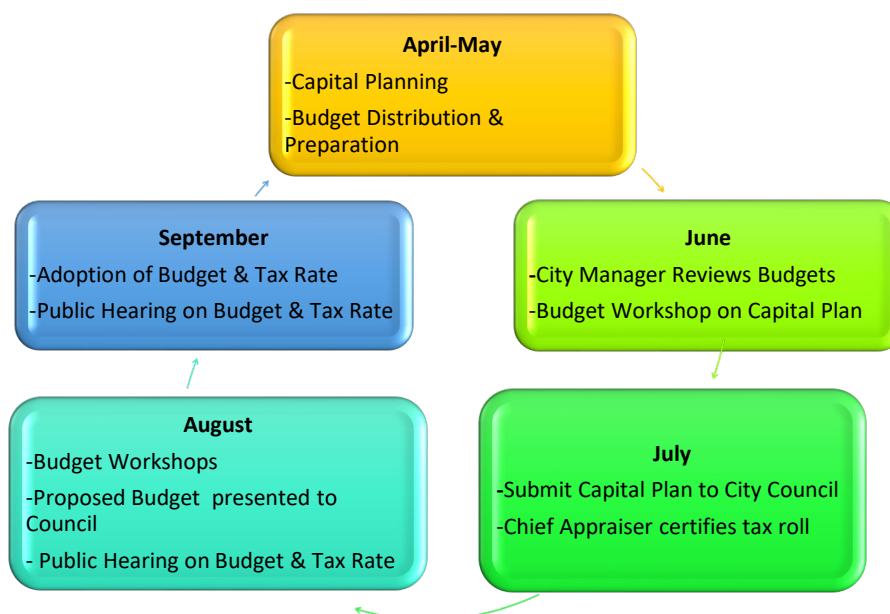 April-May
-Capital Planning
-Budget Distribution &
Preparation
June
-City Manager Reviews Budgets
-Budget Workshop on Capital Plan
July
-Submit Capital Plan to City Council
-Chief Appraiser certifies tax roll
August
-Budget Workshops
-Proposed Budget  presented to
Council
- Public Hearing on Budget & Tax Rate
September
-Adoption of Budget & Tax Rate
-Public Hearing on Budget & Tax Rate